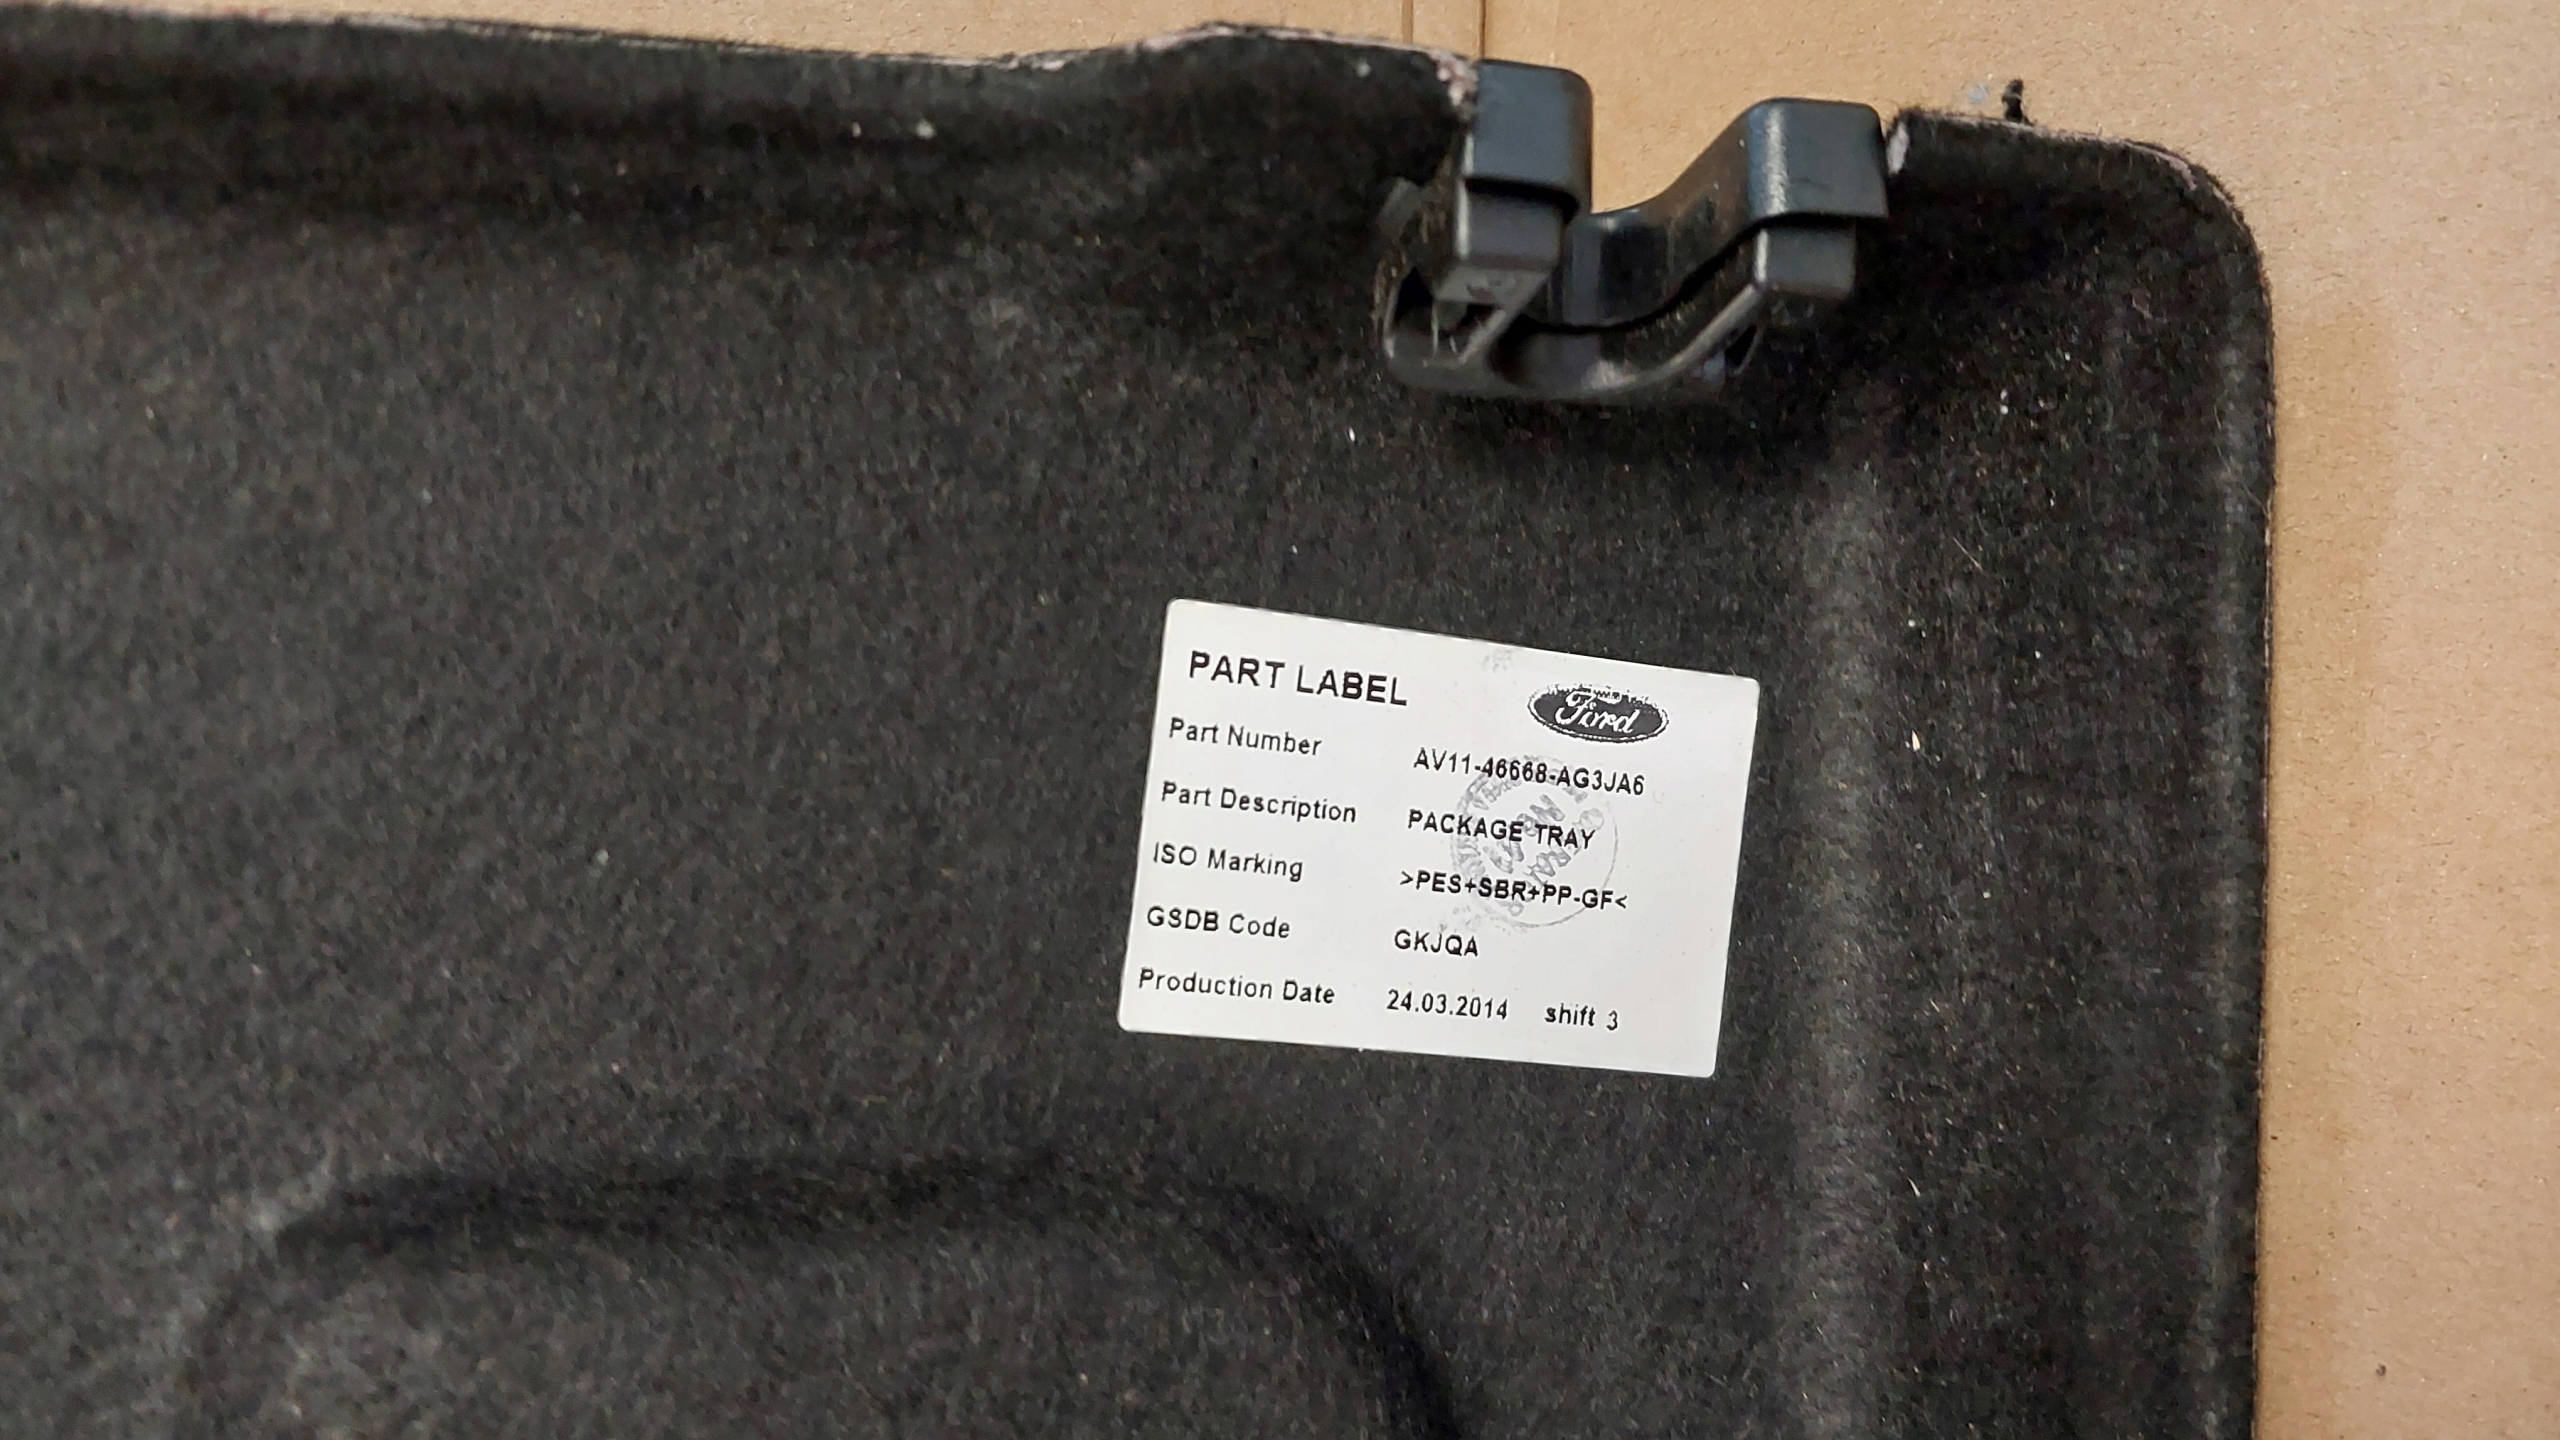 PART LABEL
Ford
Part Number AV11-46668-AG3JA6
Part Description PACKAGE TRAY
ISO Marking >PES+SBR+PP-GF<
GSDB Code GKJQA
Production Date 24.03.2014 shift 3